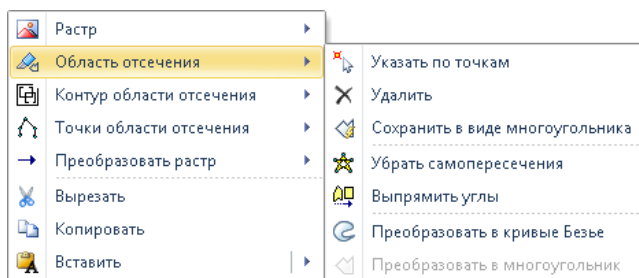 Растр
Область отсечения
Контур области отсечения
Точки области отсечения
Преобразовать растр
Вырезать
Копировать
Вставить
Указать по точкам
Удалить
Сохранить в виде многоугольника
Убрать самопересечения
Выпрямить углы
Преобразовать в кривые Безье
Преобразовать в многоугольник